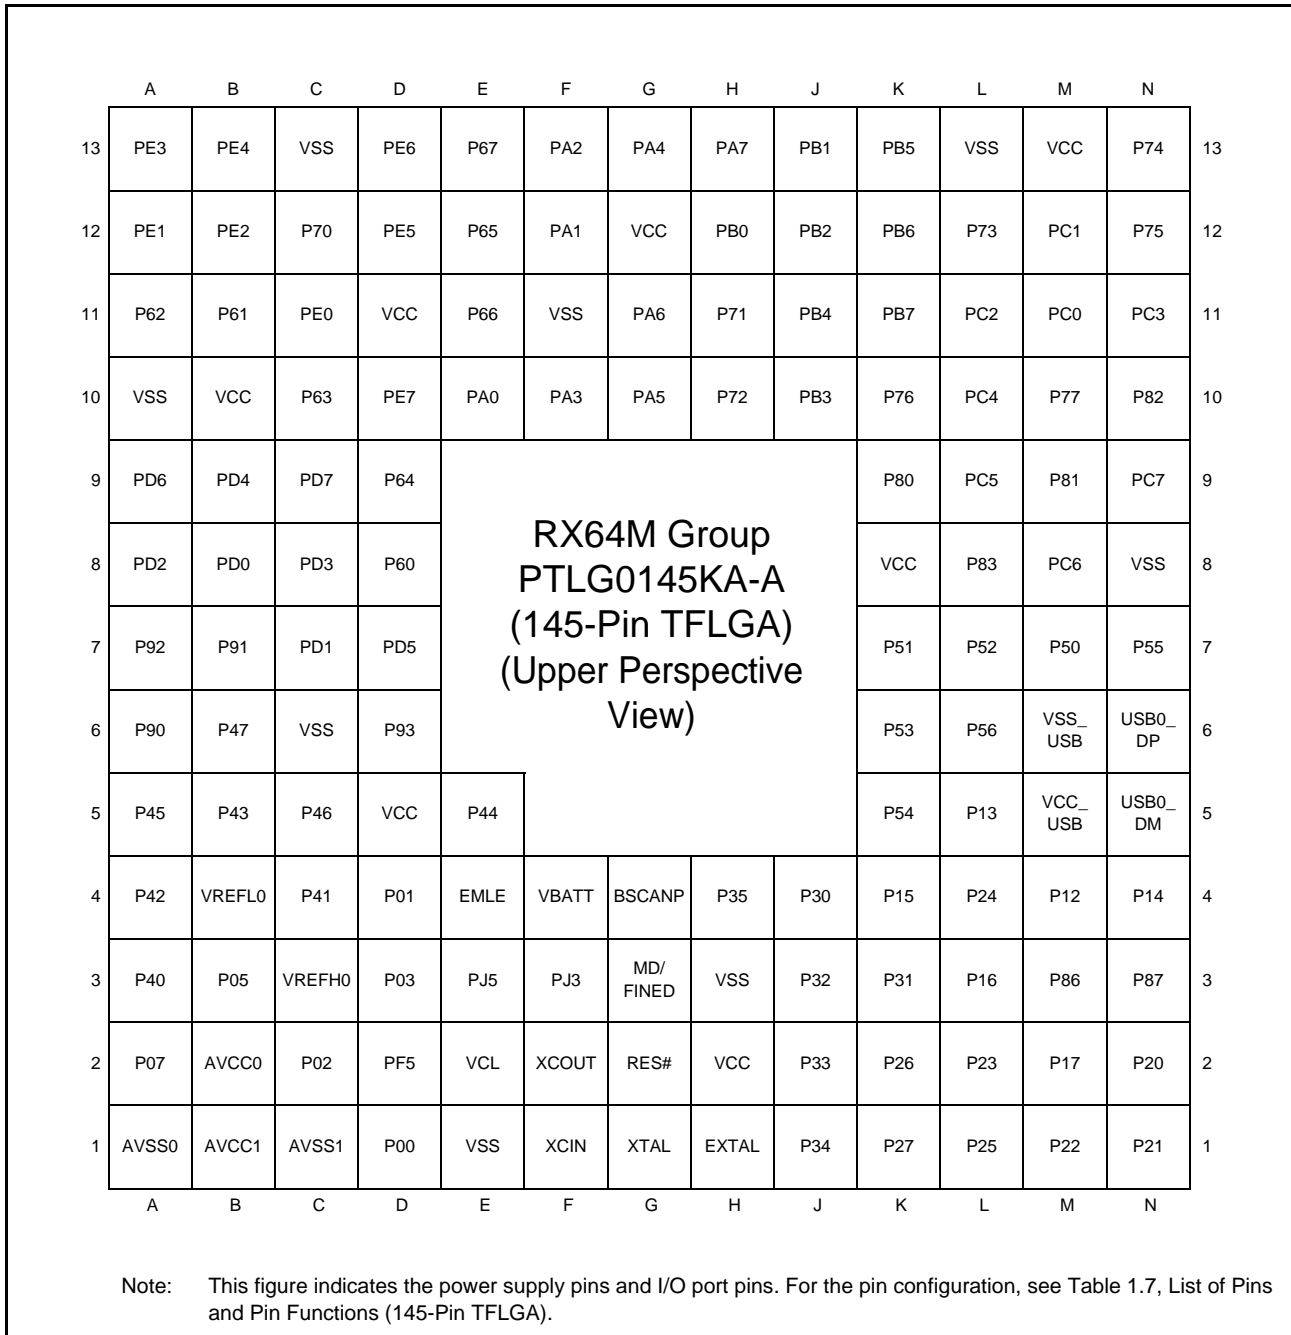 A B C D E F G H J K L M N
13 PE3 PE4 VSS PE6 P67 PA2 PA4 PA7 PB1 PB5 VSS VCC P74 13
12 PE1 PE2 P70 PE5 P65 PA1 VCC PB0 PB2 PB6 P73 PC1 P75 12
11 P62 P61 PE0 VCC P66 VSS PA6 P71 PB4 PB7 PC2 PC0 PC3 11
10 VSS VCC P63 PE7 PA0 PA3 PA5 P72 PB3 P76 PC4 P77 P82 10
9 PD6 PD4 PD7 P64 P80 PC5 P81 PC7 9
8 PD2 PD0 PD3 P60 VCC P83 PC6 VSS 8
7 P92 P91 PD1 PD5 P51 P52 P50 P55 7
6 P90 P47 VSS P93 P53 P56 VSS_ USB USB0_ DP 6
5 P45 P43 P46 VCC P44 P54 P13 VCC_ USB USB0_ DM 5
RX64M Group
PTLG0145KA-A
(145-Pin TFLGA)
(Upper Perspective
View)
4 P42 VREFL0 P41 P01 EMLE VBATT BSCANP P35 P30 P15 P24 P12 P14 4
3 P40 P05 VREFH0 P03 PJ5 PJ3 MD/ FINED VSS P32 P31 P16 P86 P87 3
2 P07 AVCC0 P02 PF5 VCL XCOUT RES# VCC P33 P26 P23 P17 P20 2
1 AVSS0 AVCC1 AVSS1 P00 VSS XCIN XTAL EXTAL P34 P27 P25 P22 P21 1
A B C D E F G H J K L M N
Note: This figure indicates the power supply pins and I/O port pins. For the pin configuration, see Table 1.7, List of Pins
and Pin Functions (145-Pin TFLGA).